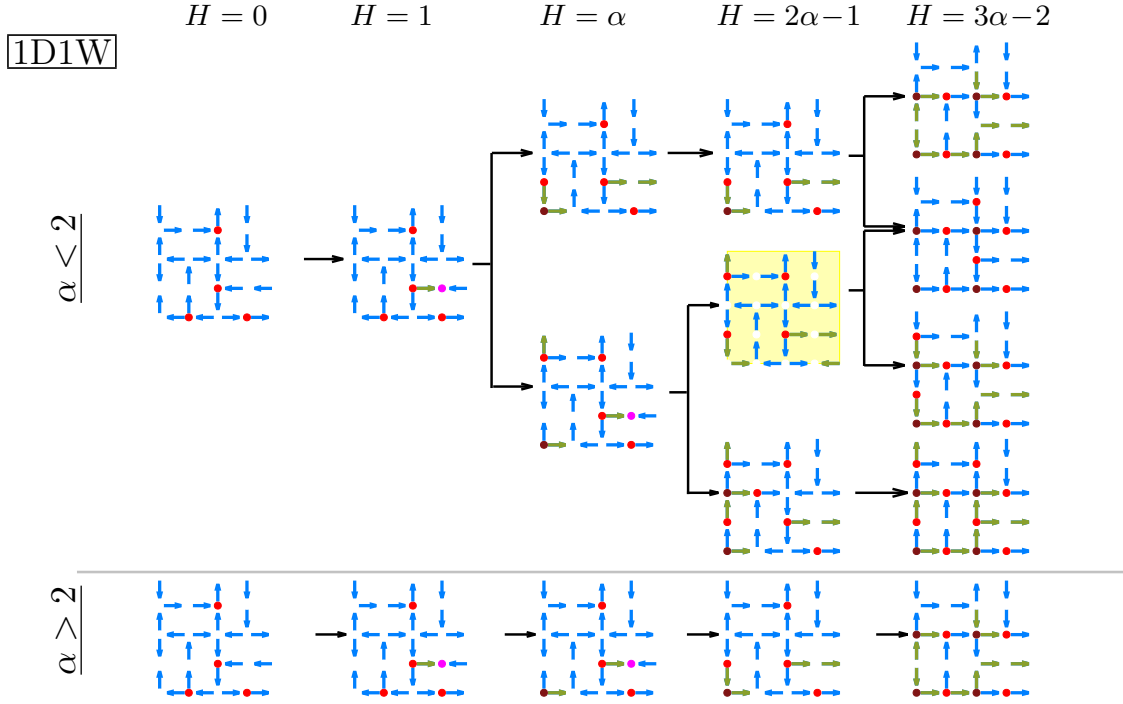 H = 0 H = 1 H = α H = 2α−1 H = 3α−2
1D1W
α < 2
α > 2